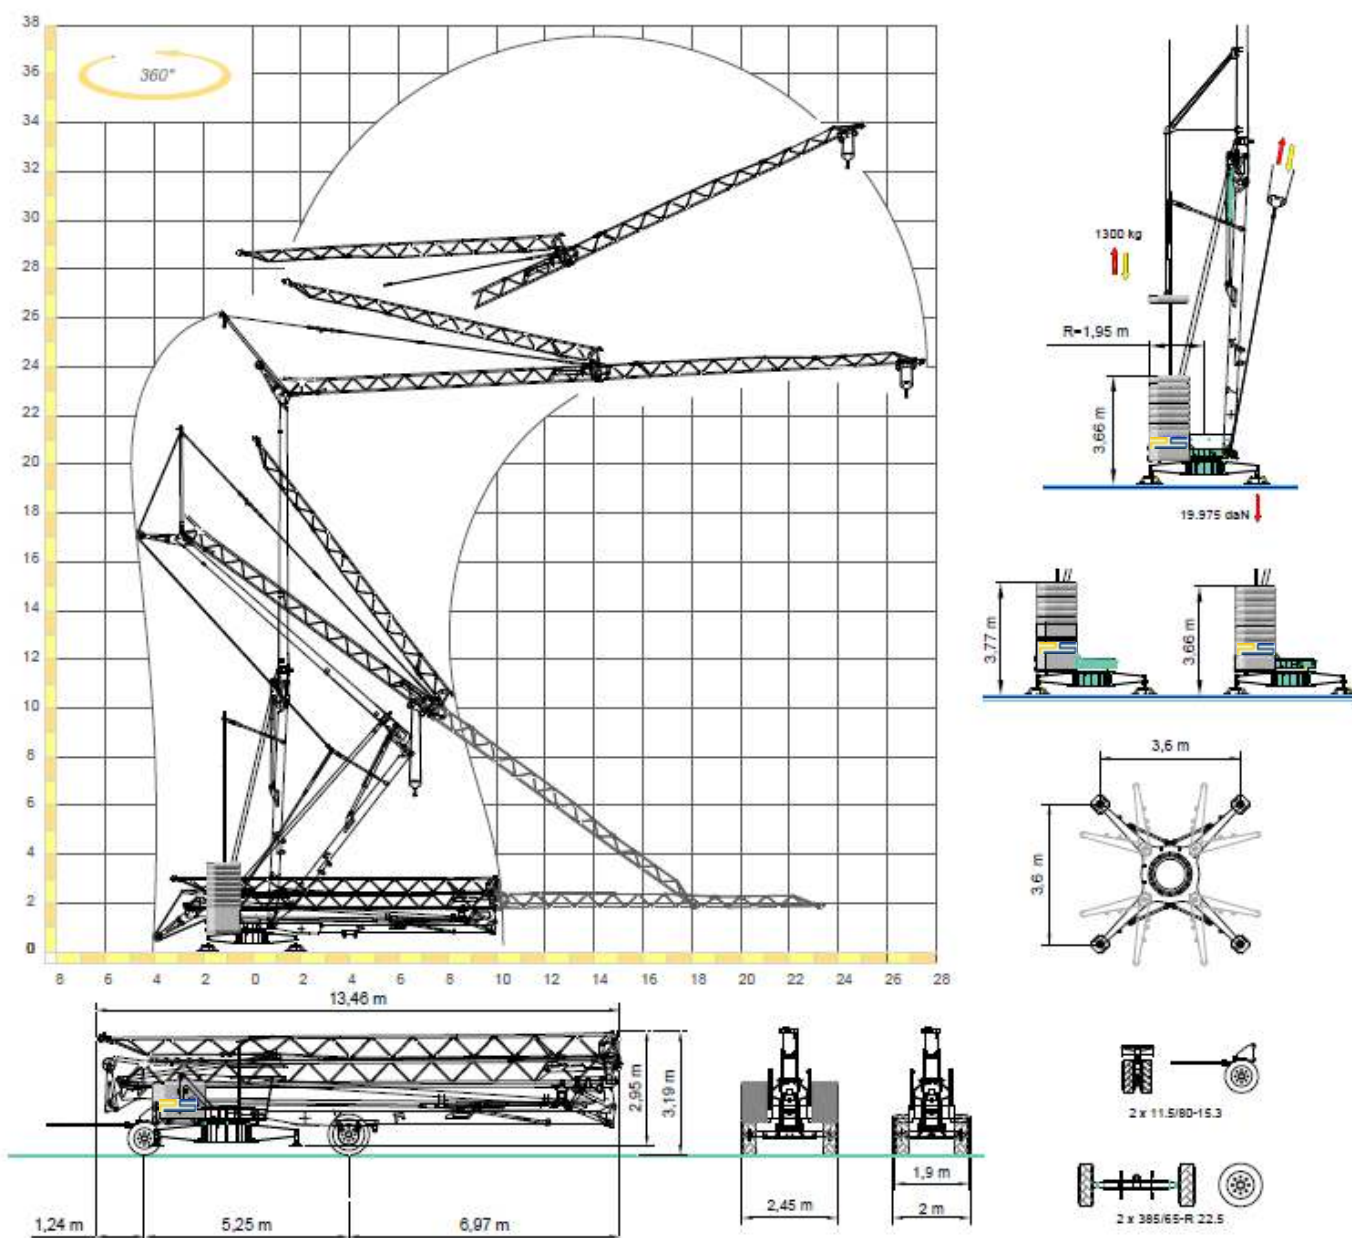 38
36
34
32
30
28
26
24
22
20
18
16
14
12
10
8
6
4
2
0
360°
8 6 4 2 0 2 4 6 8 10 12 14 16 18 20 22 24 26 28
1300 kg
R=1,95 m
3,66 m
19.975 daN
3,77 m
3,66 m
3,6 m
3,6 m
13,46 m
2,95 m
3,19 m
1,24 m
5,25 m
6,97 m
2,45 m
1,9 m
2 m
2 x 11.5/80-15.3
2 x 385/65-R 22.5